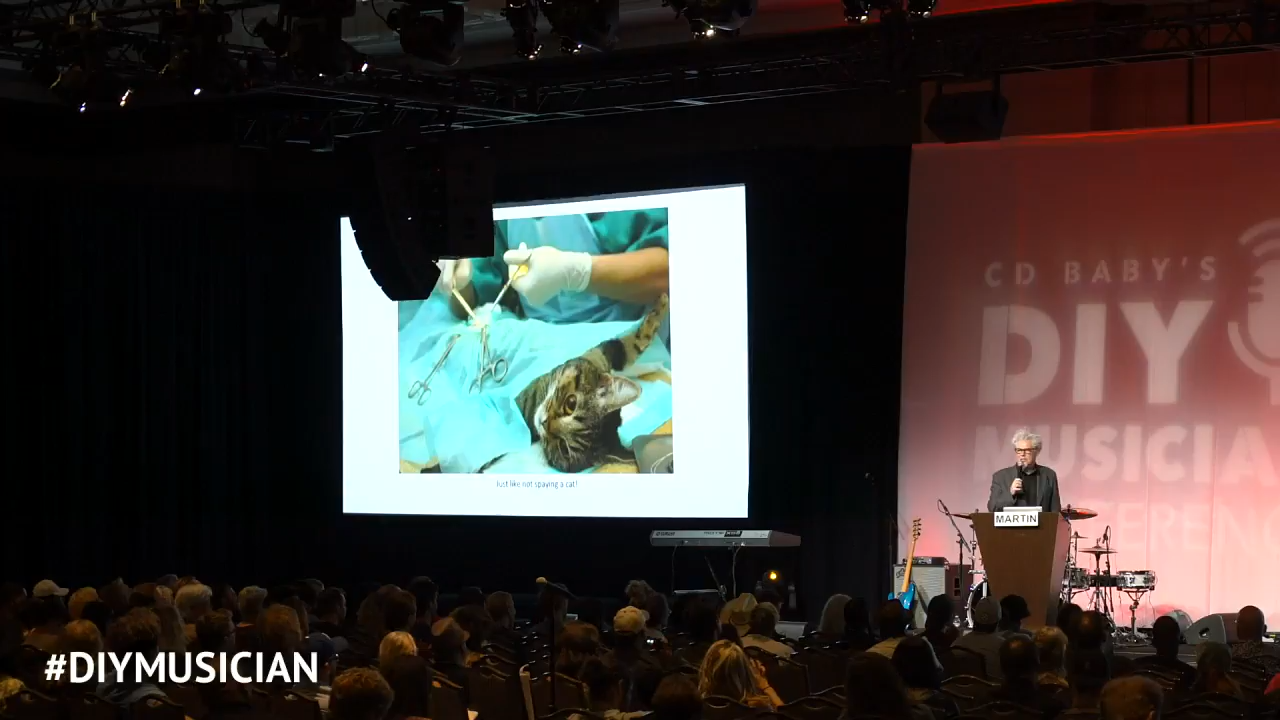 Just like not spaying a cat!
CD BABY'S
DIY
MUSICIA
MARTIN
#DIYMUSICIAN